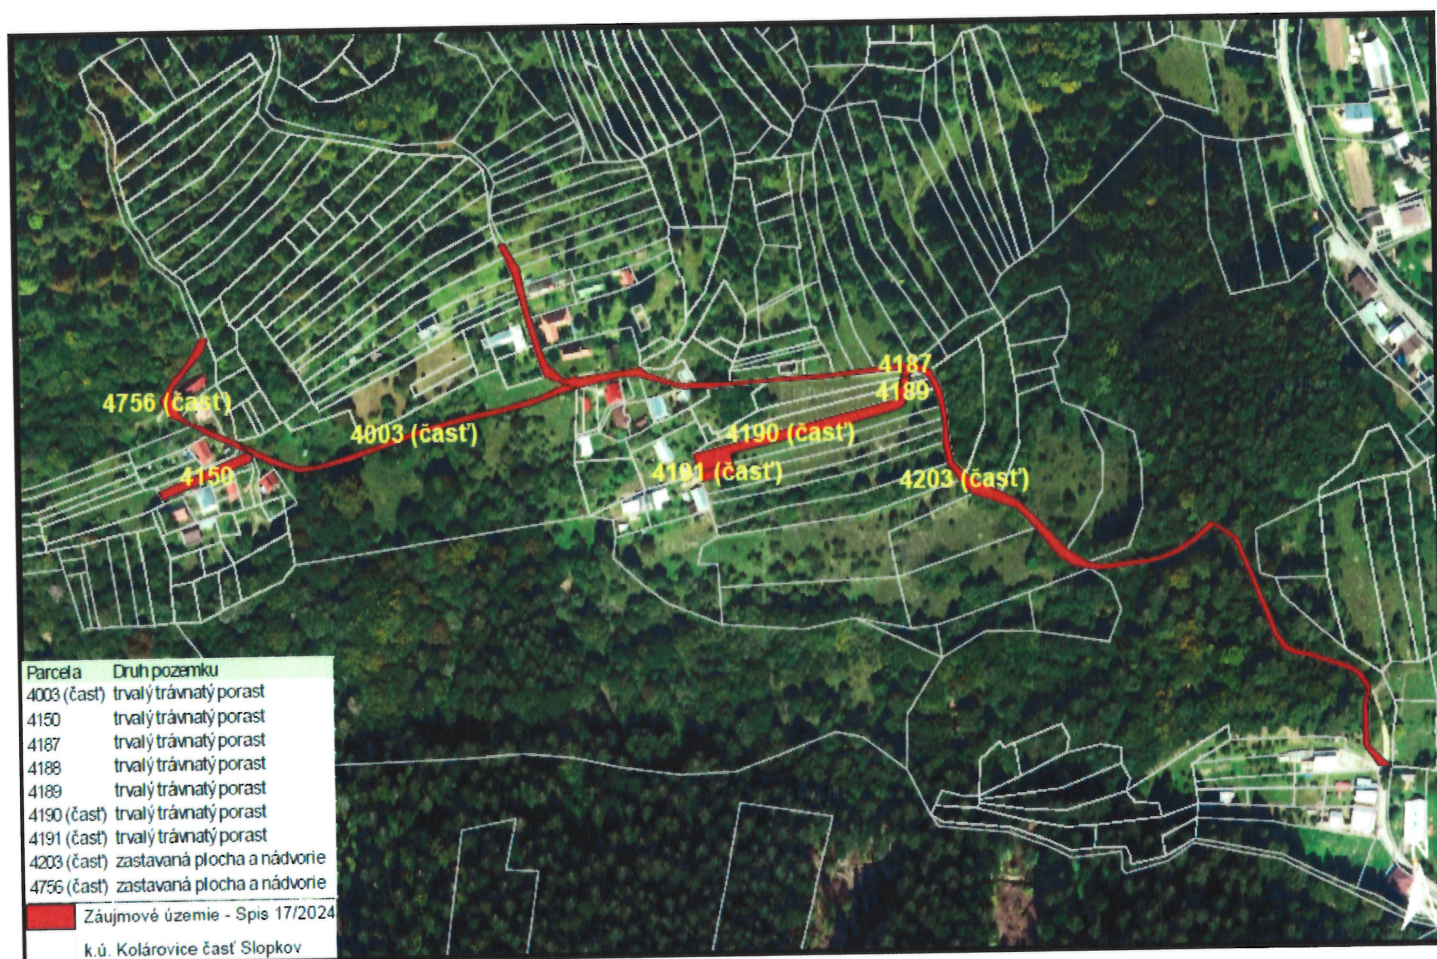 4187
4189
4756 (časť)
4003 (časť)
4190 (časť)
4150
4191 (časť)
4203 (časť)
Parcela Druh pozemku
4003 (časť) trvalý trávnatý porast
4150 trvalý trávnatý porast
4187 trvalý trávnatý porast
4188 trvalý trávnatý porast
4189 trvalý trávnatý porast
4190 (časť) trvalý trávnatý porast
4191 (časť) trvalý trávnatý porast
4203 (časť) zastavaná plocha a nádvorie
4756 (časť) zastavaná plocha a nádvorie
Záujmové územie - Spis 17/2024
k.ú. Kolárovice časť Slopkov